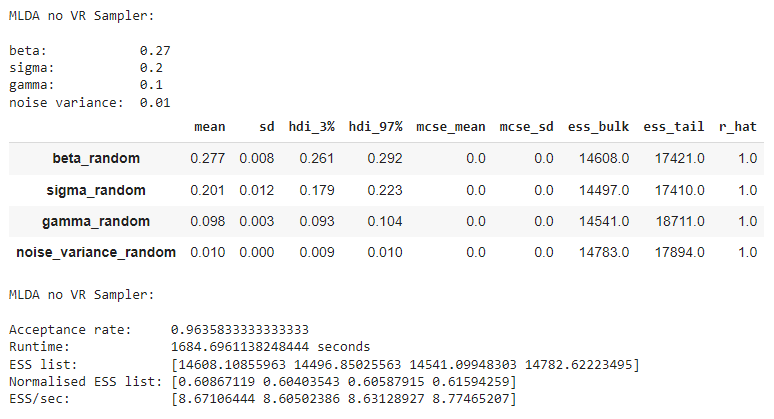 MLDA no VR Sampler:
beta: 0.27
sigma: 0.2
gamma: 0.1
noise variance: 0.01
mean sd hdi_3% hdi_97% mcse_mean mcse_sd ess_bulk ess_tail r_hat
beta_random 0.277 0.008 0.261 0.292 0.0 0.0 14608.0 17421.0 1.0
sigma_random 0.201 0.012 0.179 0.223 0.0 0.0 14497.0 17410.0 1.0
gamma_random 0.098 0.003 0.093 0.104 0.0 0.0 14541.0 18711.0 1.0
noise_variance_random 0.010 0.000 0.009 0.010 0.0 0.0 14783.0 17894.0 1.0
MLDA no VR Sampler:
Acceptance rate: 0.9635833333333333
Runtime: 1684.6961138248444 seconds
ESS list: [14608.10855963 14496.85025563 14541.09948303 14782.62223495]
Normalised ESS list: [0.60867119 0.60403543 0.60587915 0.61594259]
ESS/sec: [8.67106444 8.60502386 8.63128927 8.77465207]